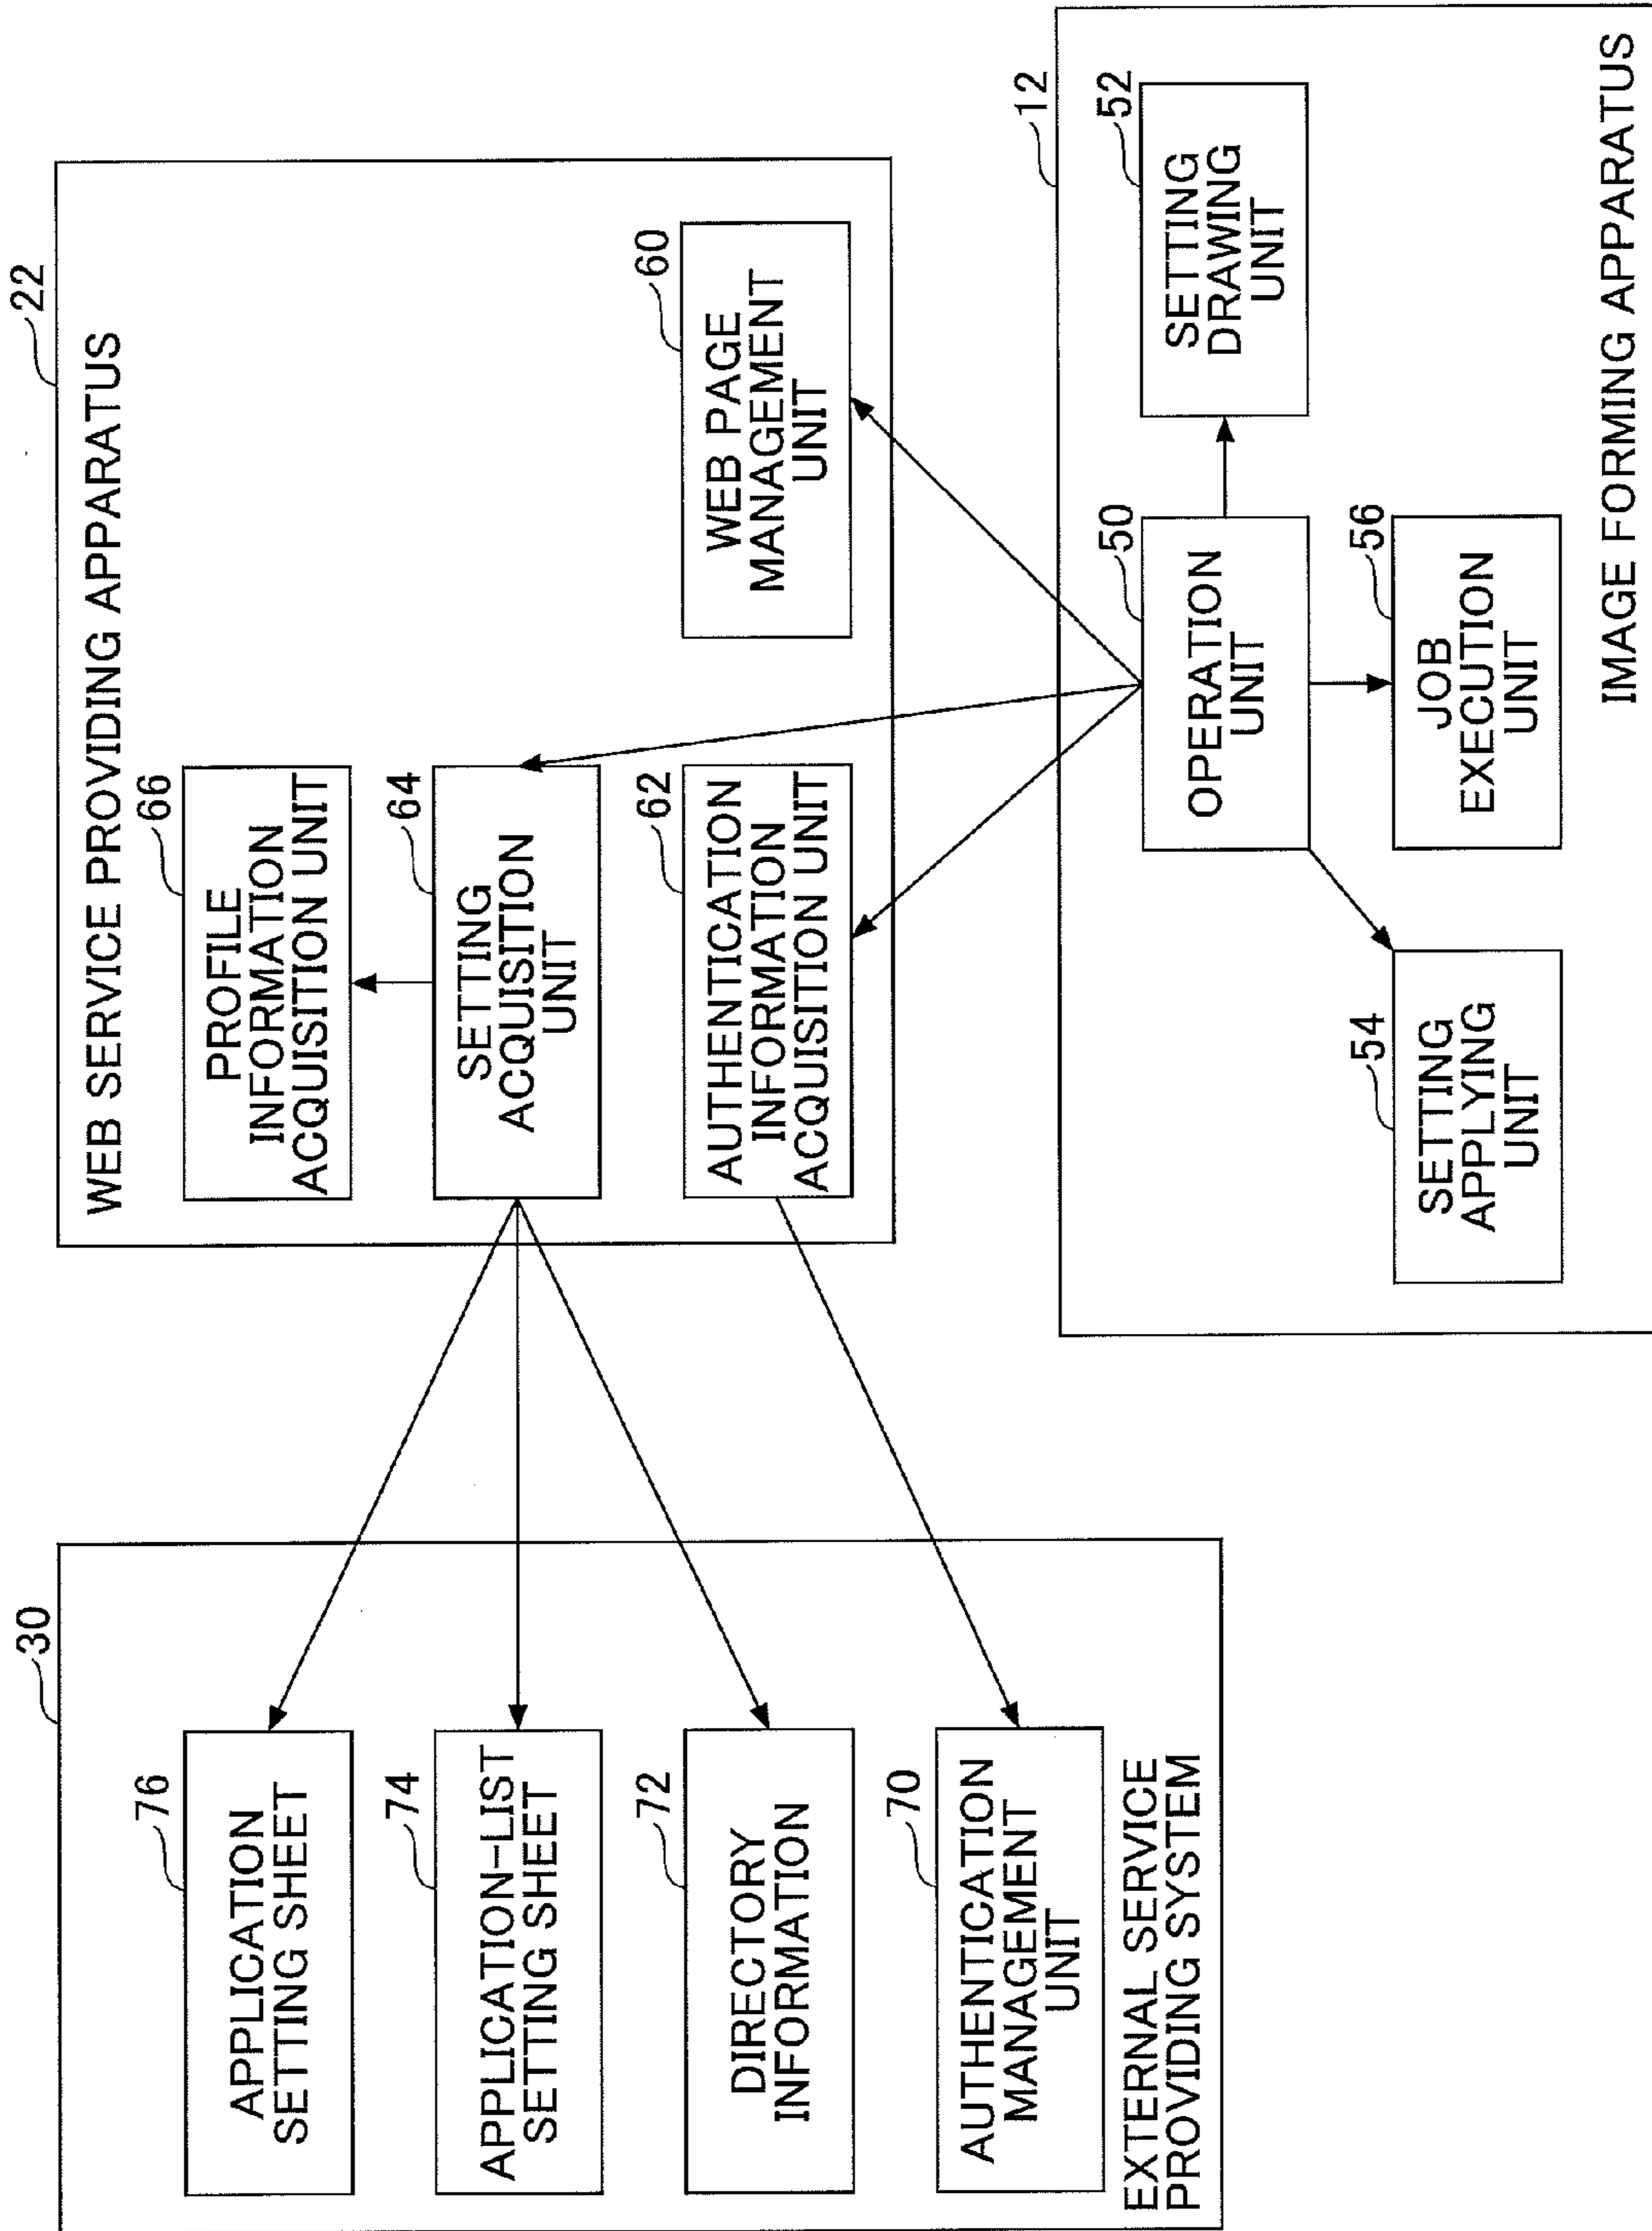 30
76
APPLICATION
SETTING SHEET
74
APPLICATION-LIST
SETTING SHEET
72
DIRECTORY
INFORMATION
70
AUTHENTICATION
MANAGEMENT
UNIT
EXTERNAL SERVICE
PROVIDING SYSTEM
22
WEB SERVICE PROVIDING APPARATUS
66
PROFILE
INFORMATION
ACQUISITION UNIT
64
SETTING
ACQUISITION
UNIT
62
AUTHENTICATION
INFORMATION
ACQUISITION UNIT
60
WEB PAGE
MANAGEMENT
UNIT
12
50
OPERATION
UNIT
52
SETTING
DRAWING
UNIT
54
SETTING
APPLYING
UNIT
56
JOB
EXECUTION
UNIT
IMAGE FORMING APPARATUS